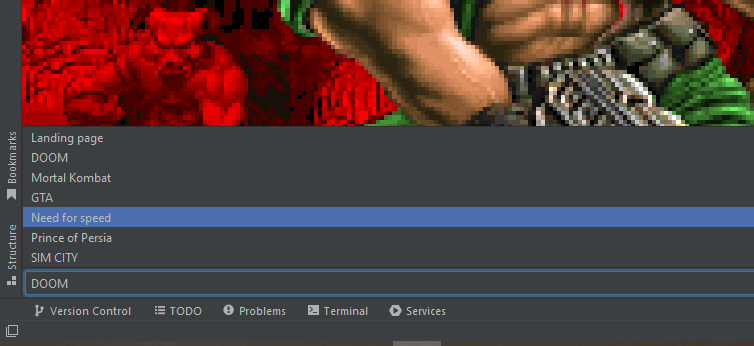 Bookmarks
Structure
Landing page
DOOM
Mortal Kombat
GTA
Need for speed
Prince of Persia
SIM CITY
DOOM
Version Control TODO Problems Terminal Services